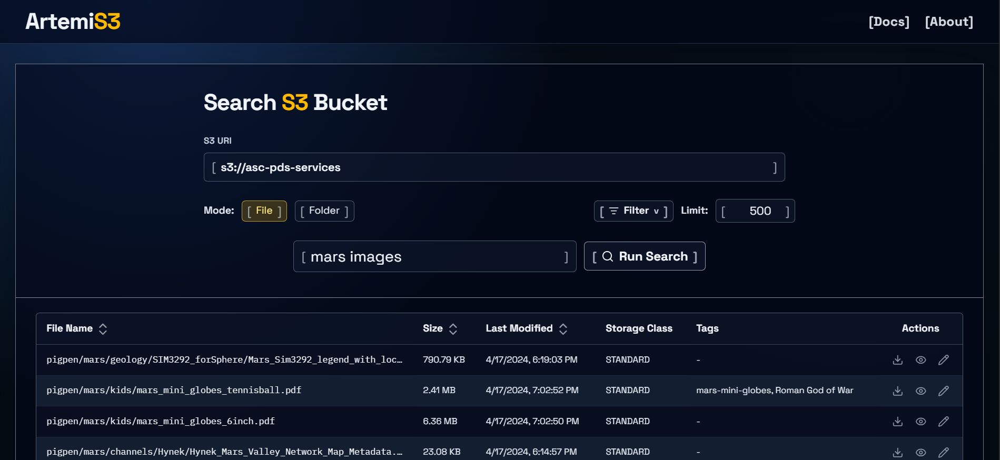 ArtemiS3 [Docs] [About]
Search S3 Bucket
S3 URI
[ s3://asc-pds-services ]
Mode: [ File ] [ Folder ] [ Filter v ] Limit: [ 500 ]
[ mars images ] [ Run Search ]
File Name Size Last Modified Storage Class Tags Actions
pigpen/mars/geology/SIM3292_forSphere/Mars_Sim3292_legend_with_loc… 790.79 KB 4/17/2024, 6:19:03 PM STANDARD -
pigpen/mars/kids/mars_mini_globes_tennisball.pdf 2.41 MB 4/17/2024, 7:02:52 PM STANDARD mars-mini-globes, Roman God of War
pigpen/mars/kids/mars_mini_globes_6inch.pdf 6.36 MB 4/17/2024, 7:02:50 PM STANDARD -
pigpen/mars/channels/Hynek/Hynek_Mars_Valley_Network_Map_Metadata.… 23.08 KB 4/17/2024, 6:14:57 PM STANDARD -